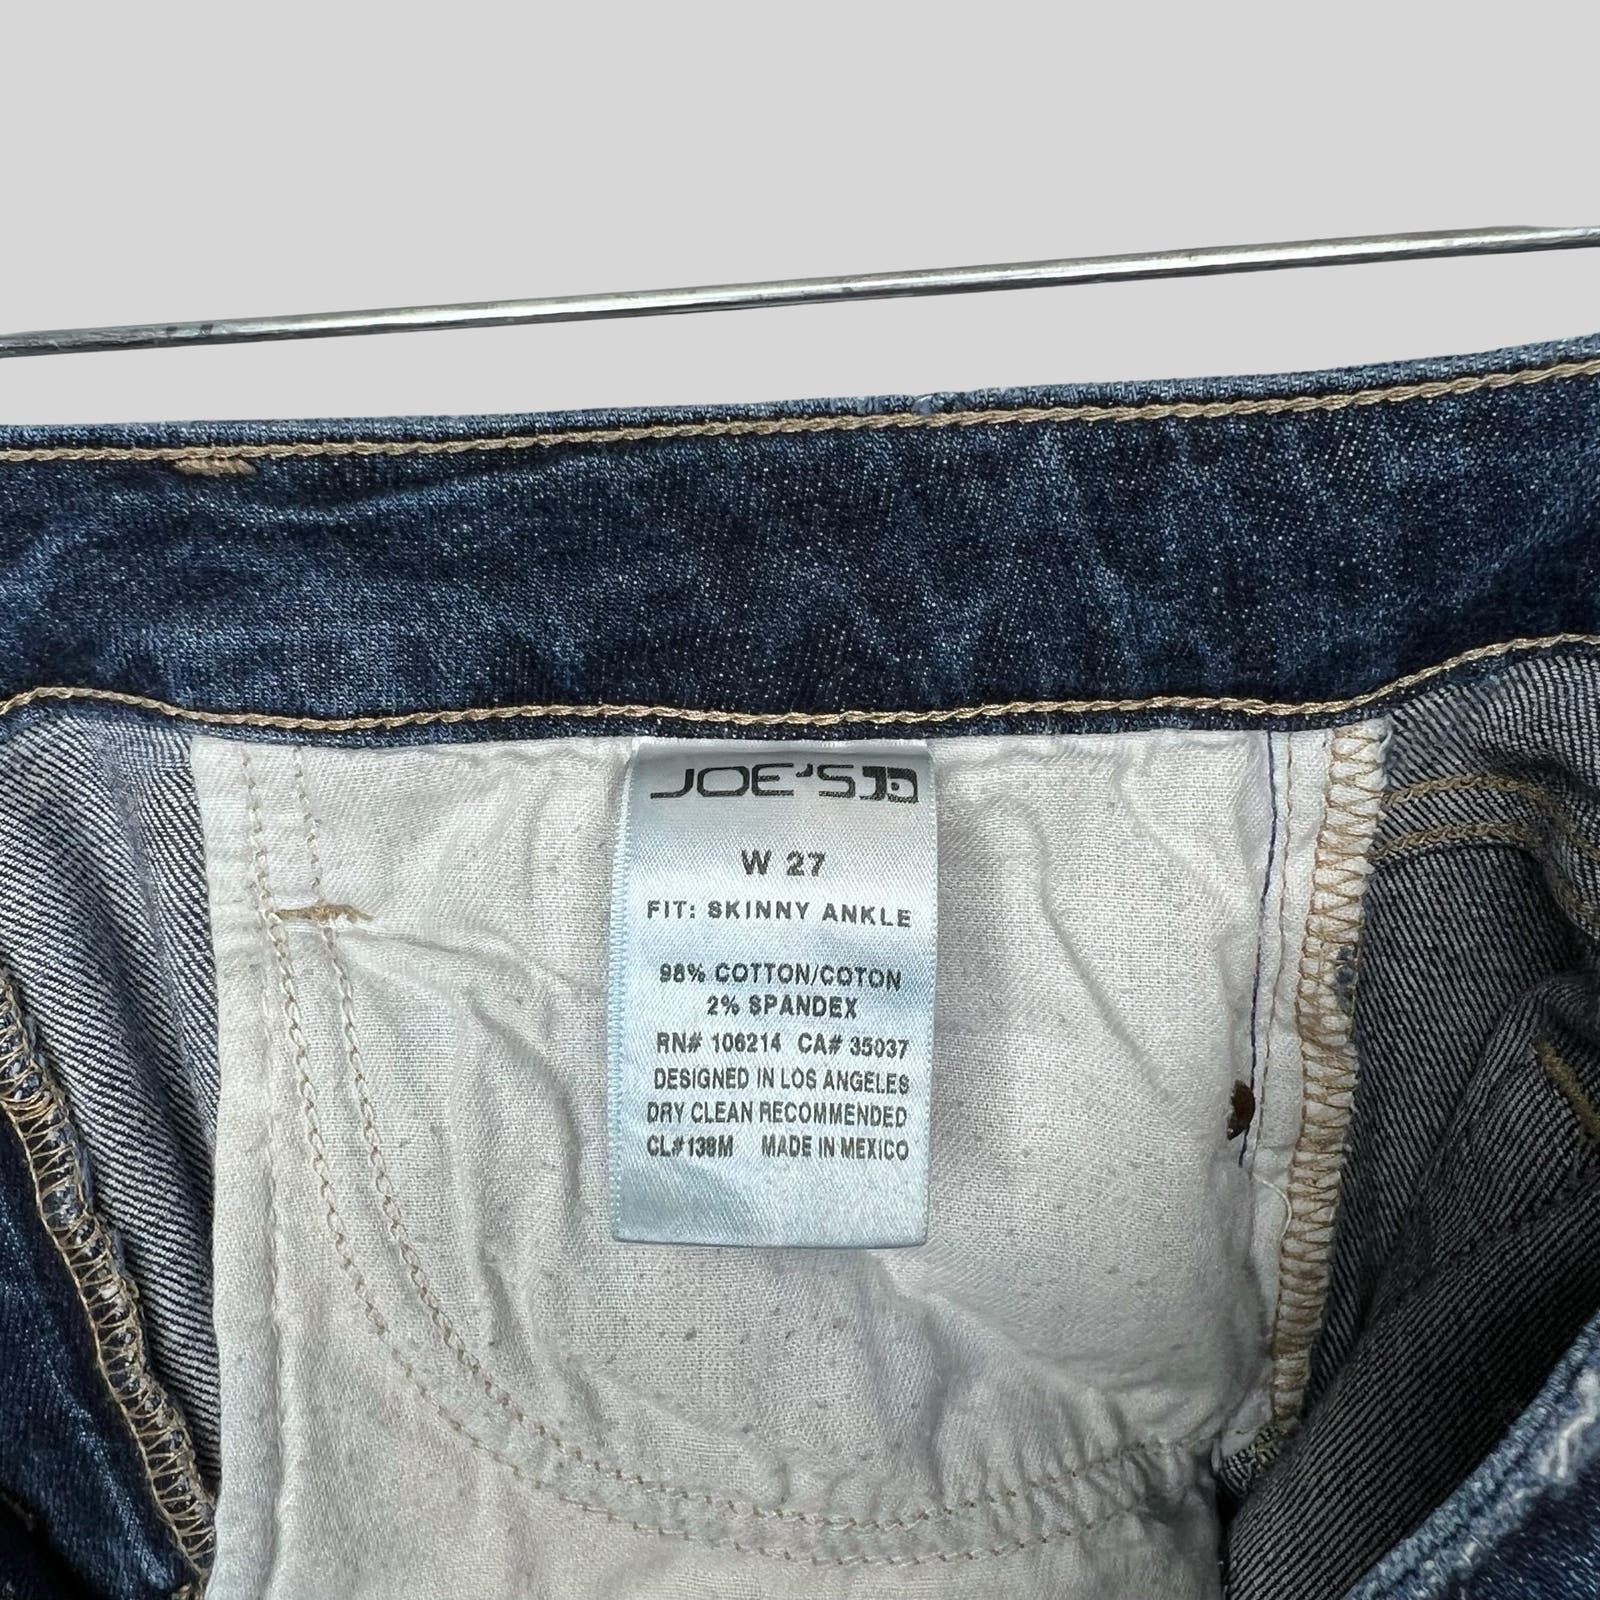 JOE'S
W 27
FIT: SKINNY ANKLE
98% COTTON/COTON
2% SPANDEX
RN# 106214 CA# 35037
DESIGNED IN LOS ANGELES
DRY CLEAN RECOMMENDED
CL#138M MADE IN MEXICO